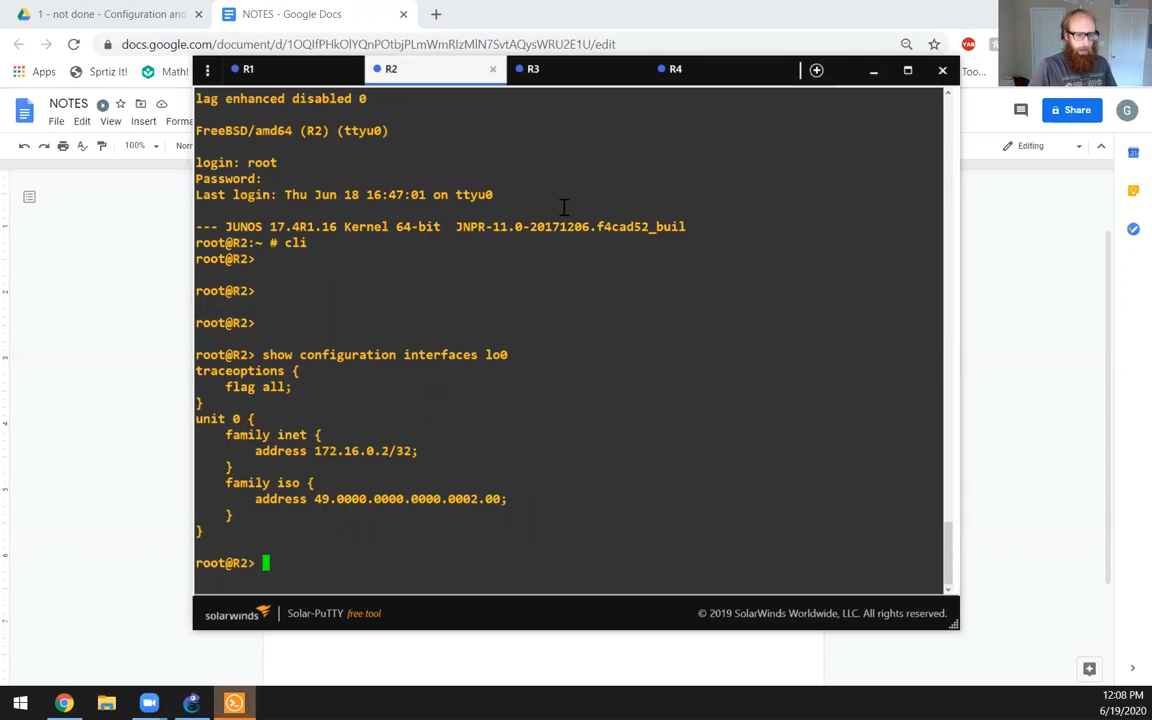 1 - not done - Configuration and
NOTES - Google Docs
docs.google.com/document/d/1OQIfPHkOlYQnPOtbjPLmWmRlzMlN7SvtAQysWRU2E1U/edit
Apps
Sprtiz It!
Math!
Too...
R1
R2
R3
R4
NOTES
File Edit View Insert Forma
100%
Norr
Editing
G
lag enhanced disabled 0
FreeBSD/amd64 (R2) (ttyu0)
login: root
Password:
Last login: Thu Jun 18 16:47:01 on ttyu0
--- JUNOS 17.4R1.16 Kernel 64-bit  JNPR-11.0-20171206.f4cad52_buil
root@R2:~ # cli
root@R2>
root@R2>
root@R2>
root@R2> show configuration interfaces lo0
traceoptions {
    flag all;
}
unit 0 {
    family inet {
        address 172.16.0.2/32;
    }
    family iso {
        address 49.0000.0000.0000.0002.00;
    }
}
root@R2>
solarwinds
Solar-PuTTY free tool
© 2019 SolarWinds Worldwide, LLC. All rights reserved.
12:08 PM
6/19/2020